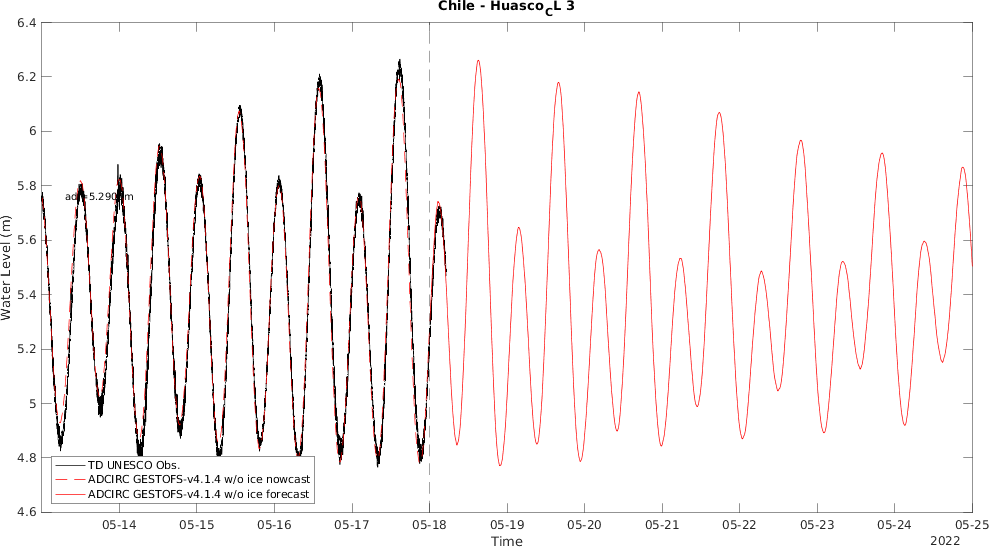 Chile - Huasco_CL 3
6.4
6.2
6
5.8
5.6
5.4
5.2
5
4.8
4.6
Water Level (m)
TD UNESCO Obs.
ADCIRC GESTOFS-v4.1.4 w/o ice nowcast
ADCIRC GESTOFS-v4.1.4 w/o ice forecast
05-14 05-15 05-16 05-17 05-18 05-19 05-20 05-21 05-22 05-23 05-24 05-25
Time
2022